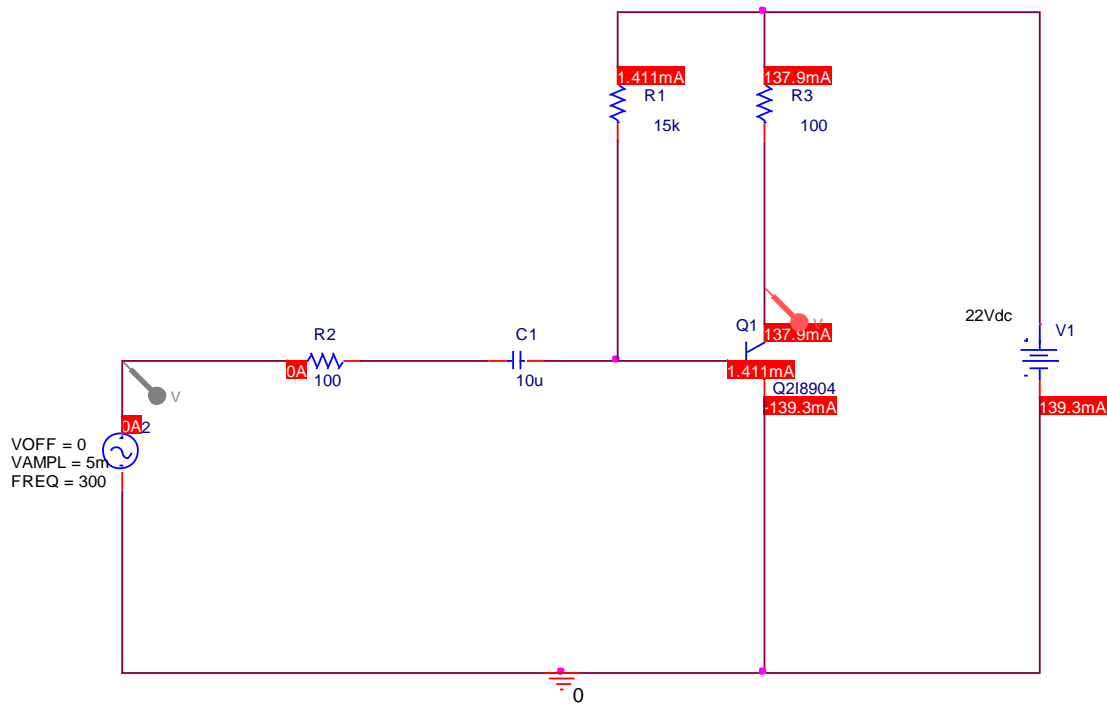 1.411mA
137.9mA
R1
R3
15k
100
22Vdc
V1
R2
C1
Q1
V
137.9mA
0A
100
10u
1.411mA
Q2I8904
-139.3mA
139.3mA
V
0A
2
VOFF = 0
VAMPL = 5m
FREQ = 300
0